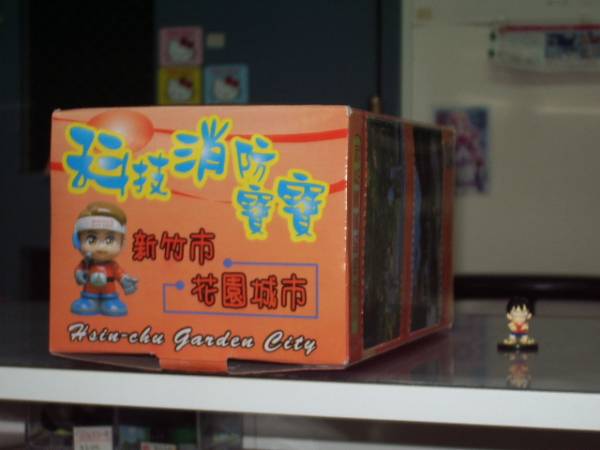 科技消防寶寶
新竹市
花園城市
Hsin-chu Garden City